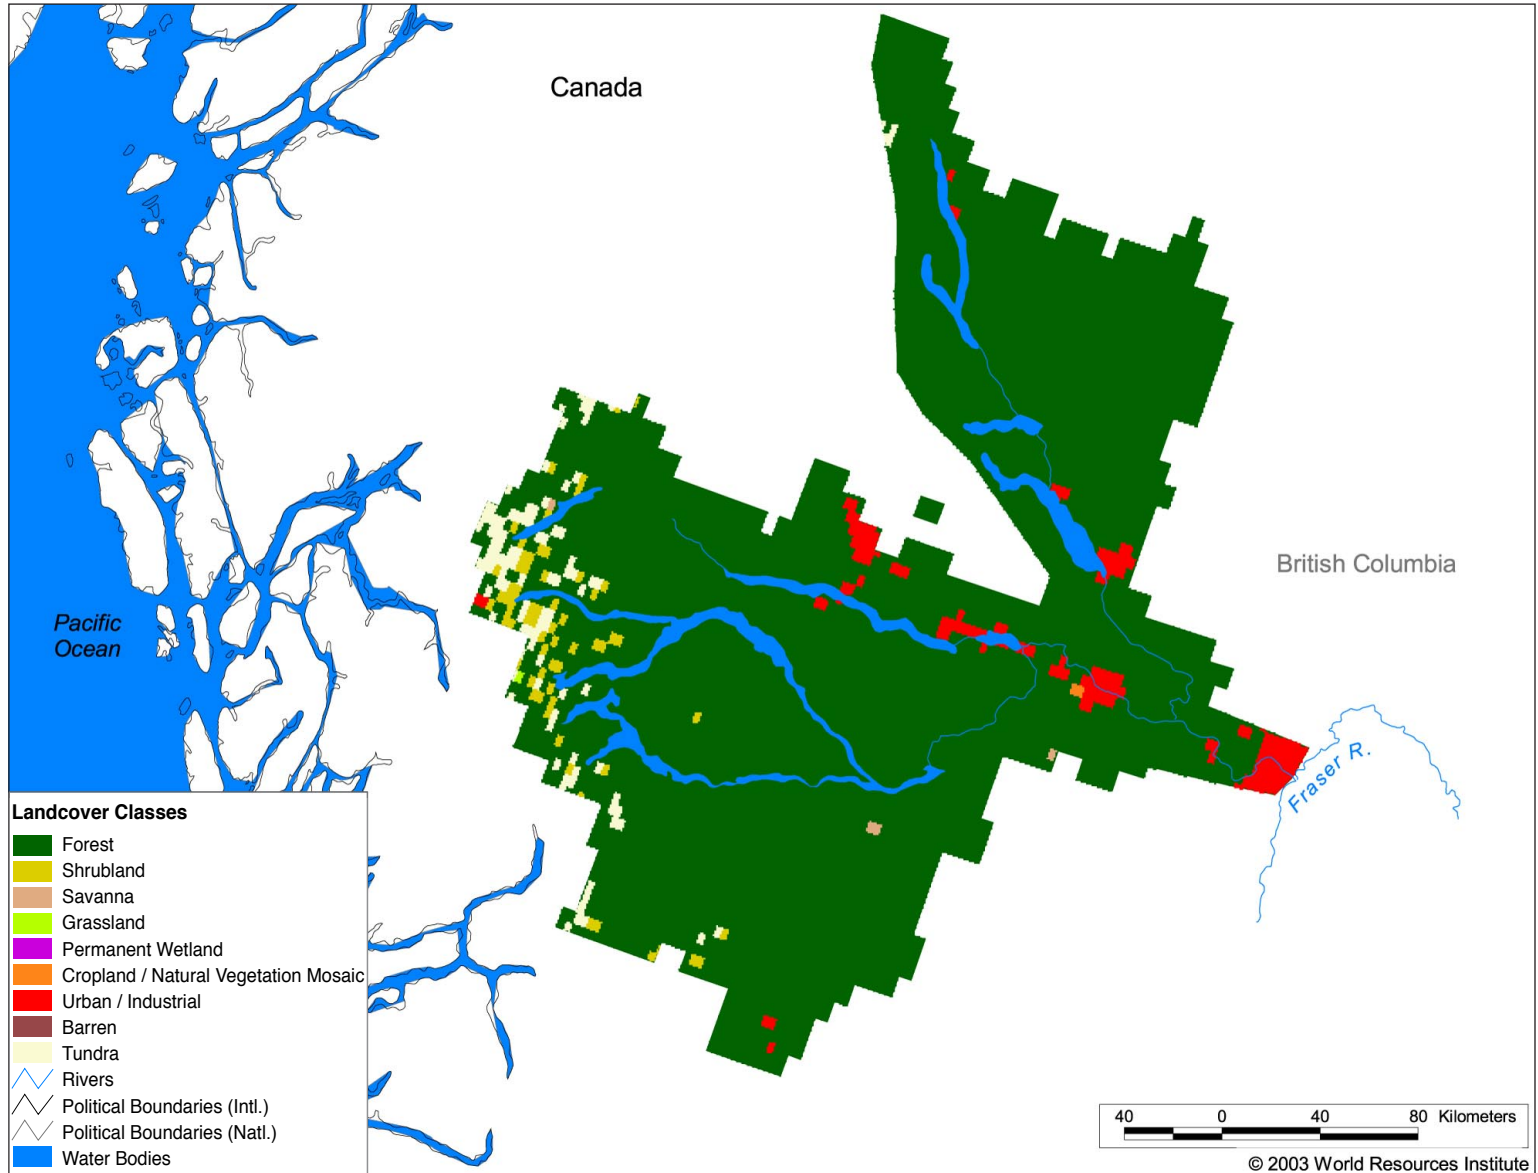 Canada
British Columbia
Pacific
Ocean
Fraser R.
Landcover Classes
Forest
Shrubland
Savanna
Grassland
Permanent Wetland
Cropland / Natural Vegetation Mosaic
Urban / Industrial
Barren
Tundra
Rivers
Political Boundaries (Intl.)
Political Boundaries (Natl.)
Water Bodies
40 0 40 80 Kilometers
© 2003 World Resources Institute